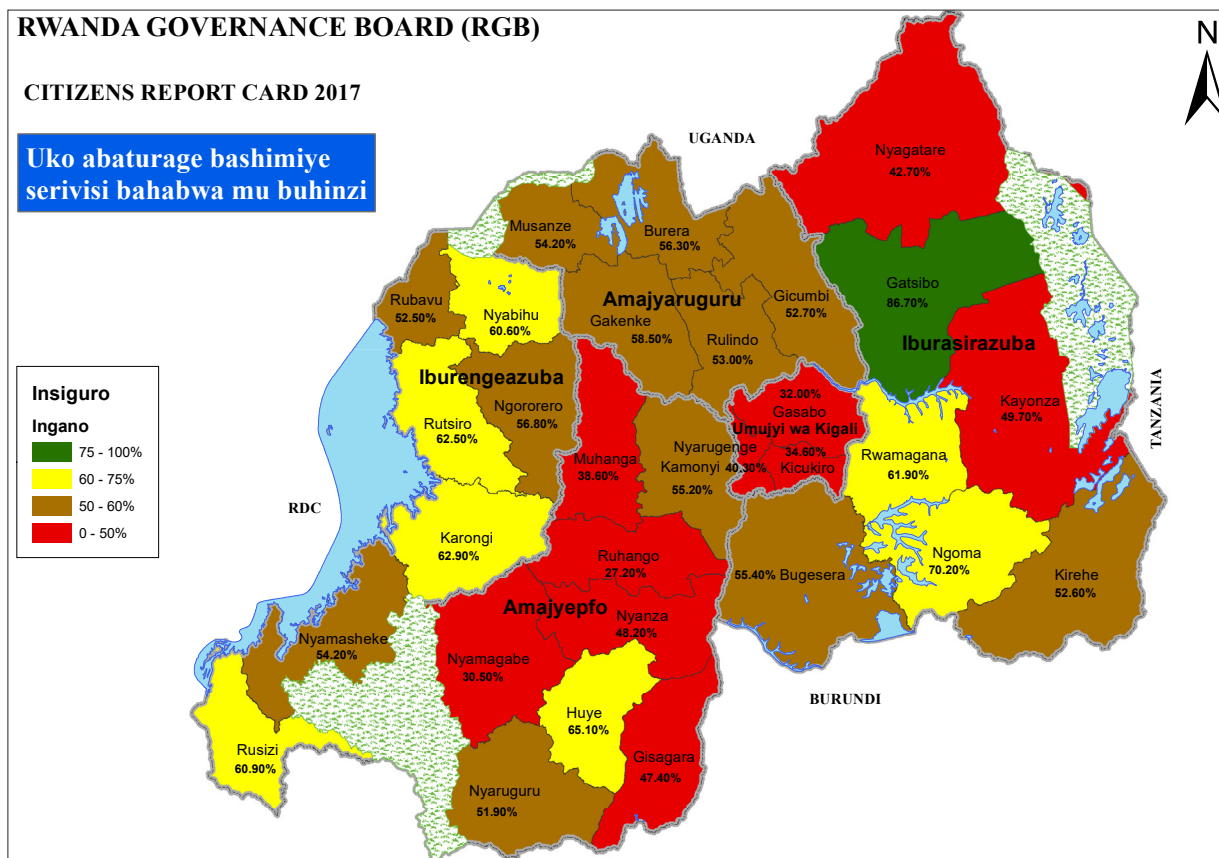 RWANDA GOVERNANCE BOARD (RGB)
N
CITIZENS REPORT CARD 2017
Uko abaturage bashimiye
serivisi bahabwa mu buhinzi
UGANDA
Nyagatare
42.70%
Musanze
54.20%
Burera
56.30%
Gatsibo
86.70%
Rubavu
52.50%
Nyabihu
60.60%
Amajyaruguru
Gakenke
58.50%
Gicumbi
52.70%
Rulindo
53.00%
Iburasirazuba
Iburengeazuba
Rutsiro
62.50%
Ngororero
56.80%
32.00%
Gasabo
Umujyi wa Kigali
Kayonza
49.70%
TANZANIA
Insiguro
Ingano
75 - 100%
60 - 75%
50 - 60%
0 - 50%
Muhanga
38.60%
Nyarugenge
40.30%
Kamonyi
55.20%
34.60%
Kicukiro
Rwamagana
61.90%
RDC
Karongi
62.90%
Ruhango
27.20%
55.40% Bugesera
Ngoma
70.20%
Kirehe
52.60%
Amajyepfo
Nyanza
48.20%
Nyamasheke
54.20%
Nyamagabe
30.50%
BURUNDI
Huye
65.10%
Rusizi
60.90%
Gisagara
47.40%
Nyaruguru
51.90%